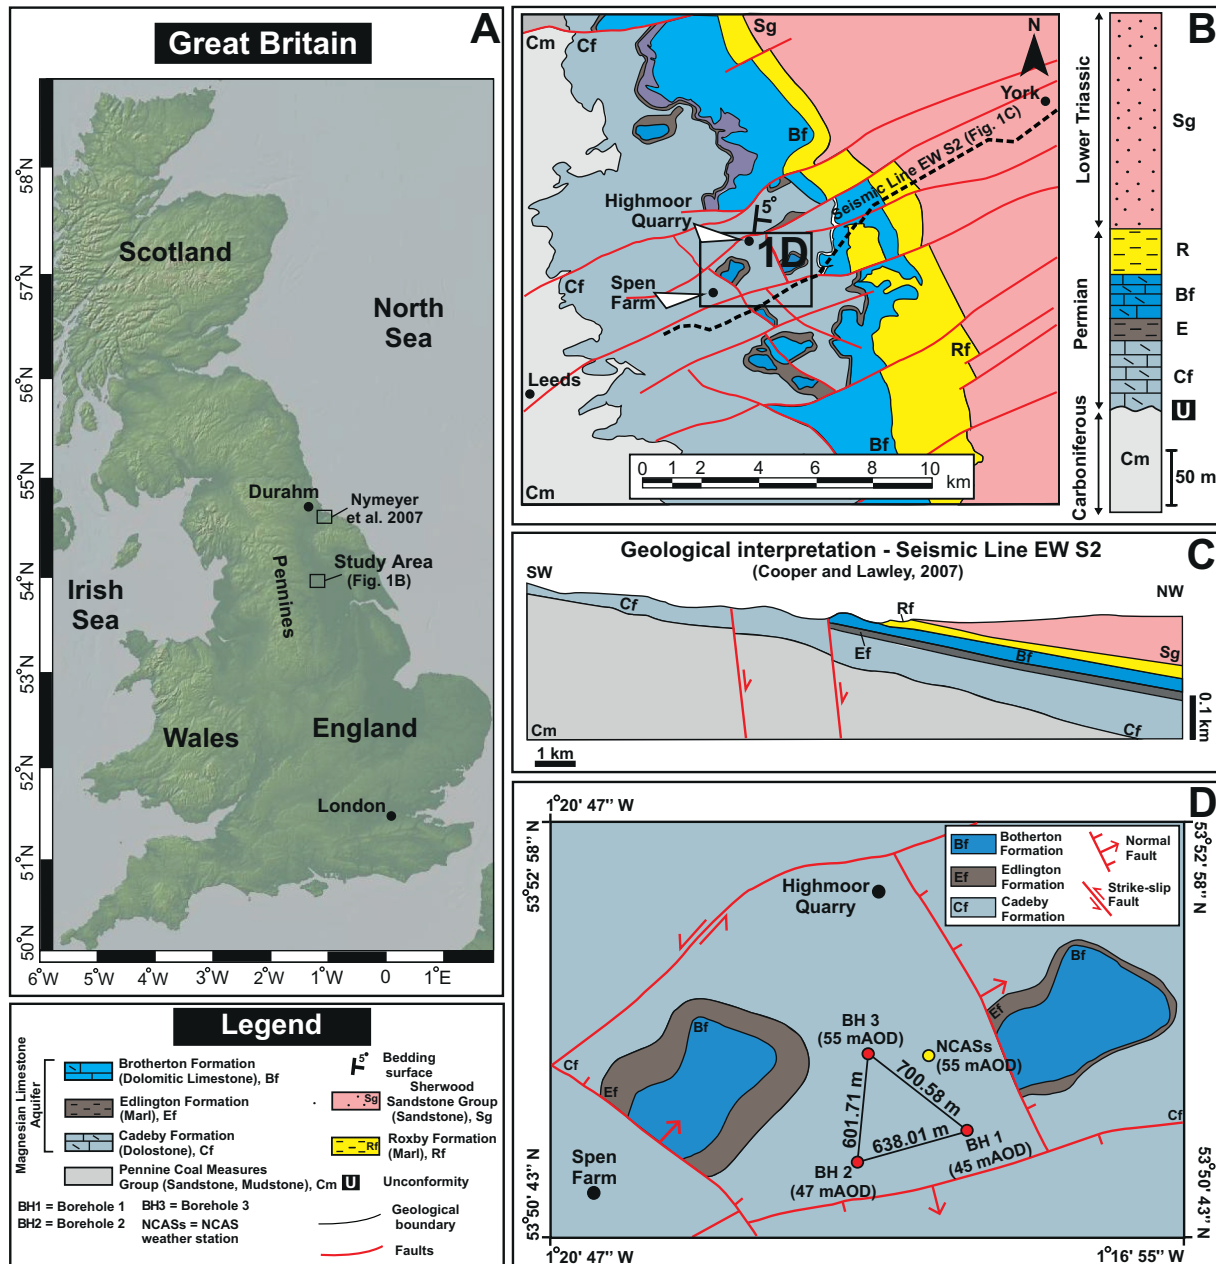 Great Britain
A
58°N
57°N
56°N
55°N
54°N
53°N
52°N
51°N
50°N
6°W
5°W
4°W
3°W
2°W
1°W
0
1°E
Scotland
North
Sea
Durahm
Nymeyer
et al. 2007
Study Area
(Fig. 1B)
Pennines
Irish
Sea
Wales
England
London
Legend
Magnesian Limestone
Aquifer
Brotherton Formation
(Dolomitic Limestone), Bf
Edlington Formation
(Marl), Ef
Cadeby Formation
(Dolostone), Cf
Pennine Coal Measures
Group (Sandstone, Mudstone), Cm
U
Unconformity
5°
Bedding
surface
Sg
Sherwood
Sandstone Group
(Sandstone), Sg
Rf
Roxby Formation
(Marl), Rf
BH1 = Borehole 1
BH2 = Borehole 2
BH3 = Borehole 3
NCASs = NCAS
weather station
Geological
boundary
Faults
B
Cm
Cf
Sg
N
York
Bf
Seismic Line EW S2 (Fig. 1C)
Highmoor
Quarry
5°
1D
Spen
Farm
Cf
Rf
Leeds
Bf
Cm
0 1 2 4 6 8 10
km
Lower Triassic
Permian
Carboniferous
Sg
R
Bf
E
Cf
U
Cm
50 m
C
Geological interpretation - Seismic Line EW S2
(Cooper and Lawley, 2007)
SW
NW
Cf
Rf
Ef
Bf
Sg
Cm
Cf
0.1 km
1 km
D
1°20' 47'' W
53°52' 58'' N
53°52' 58'' N
53°50' 43'' N
53°50' 43'' N
1°20' 47'' W
1°16' 55'' W
Bf
Botherton
Formation
Ef
Edlington
Formation
Cf
Cadeby
Formation
Normal
Fault
Strike-slip
Fault
Highmoor
Quarry
Bf
Ef
Bf
Ef
Cf
Cf
BH 3
(55 mAOD)
NCASs
(55 mAOD)
700.58 m
601.71 m
638.01 m
BH 1
(45 mAOD)
BH 2
(47 mAOD)
Spen
Farm